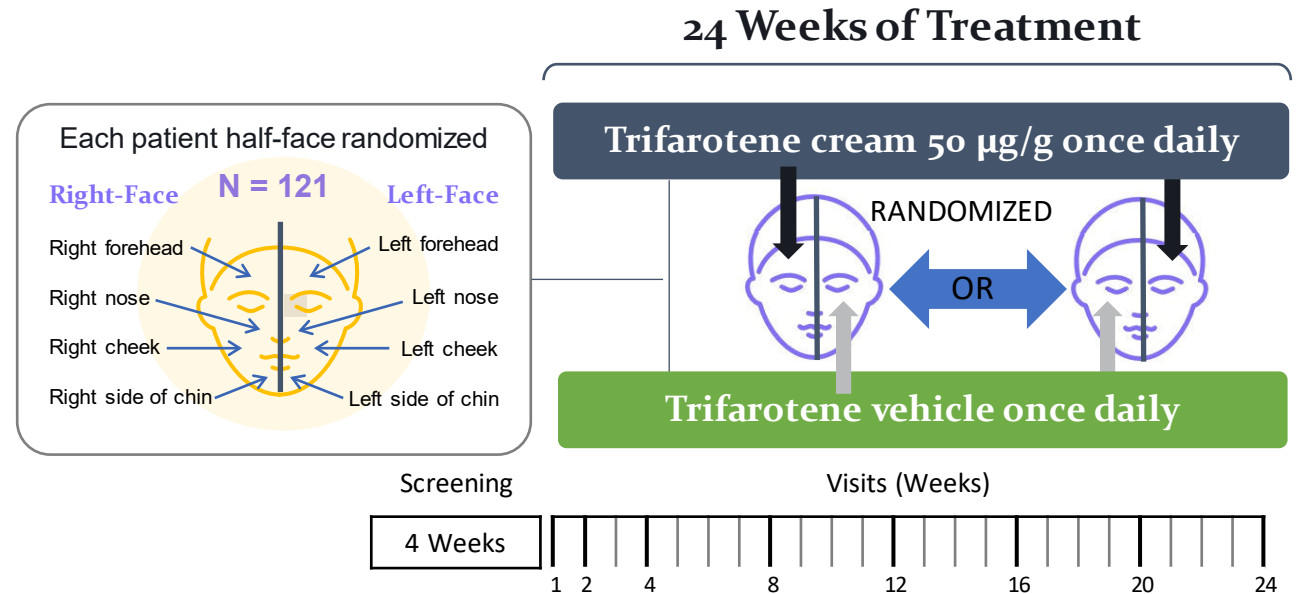 24 Weeks of Treatment
Each patient half-face randomized
Right-Face
N = 121
Left-Face
Right forehead
Left forehead
Right nose
Left nose
Right cheek
Left cheek
Right side of chin
Left side of chin
Trifarotene cream 50 µg/g once daily
RANDOMIZED
OR
Trifarotene vehicle once daily
Screening
Visits (Weeks)
4 Weeks
1 2 4 8 12 16 20 24